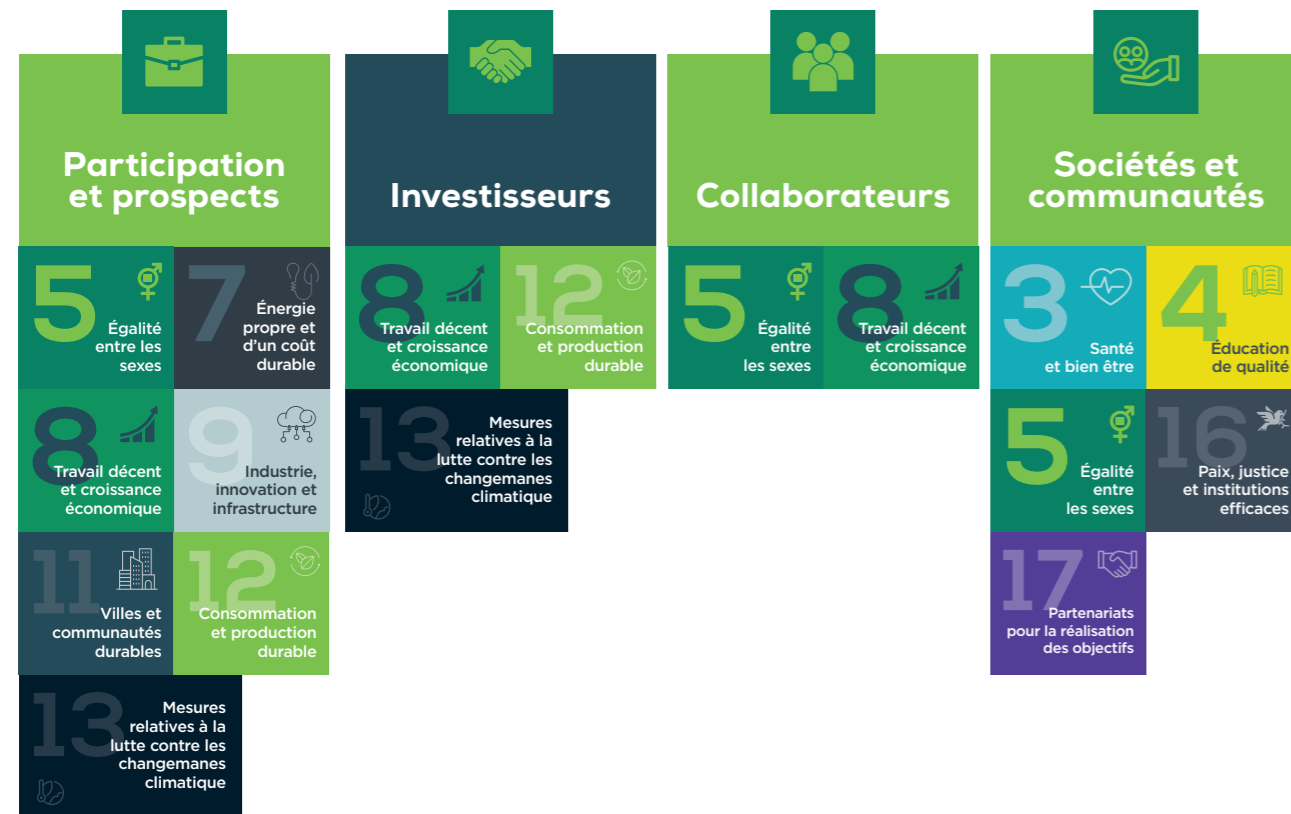 Participation
et prospects
5
Égalité
entre les
sexes
7
Énergie
propre et
d'un coût
durable
8
Travail décent
et croissance
économique
9
Industrie,
innovation et
infrastructure
11
Villes et
communautés
durables
12
Consommation
et production
durable
13
Mesures
relatives à la
lutte contre les
changemanes
climatique
Investisseurs
8
Travail décent
et croissance
économique
12
Consommation
et production
durable
13
Mesures
relatives à la
lutte contre les
changemanes
climatique
Collaborateurs
5
Égalité
entre
les sexes
8
Travail décent
et croissance
économique
Sociétés et
communautés
3
Santé
et bien être
4
Éducation
de qualité
5
Égalité
entre
les sexes
16
Paix, justice
et institutions
efficaces
17
Partenariats
pour la réalisation
des objectifs